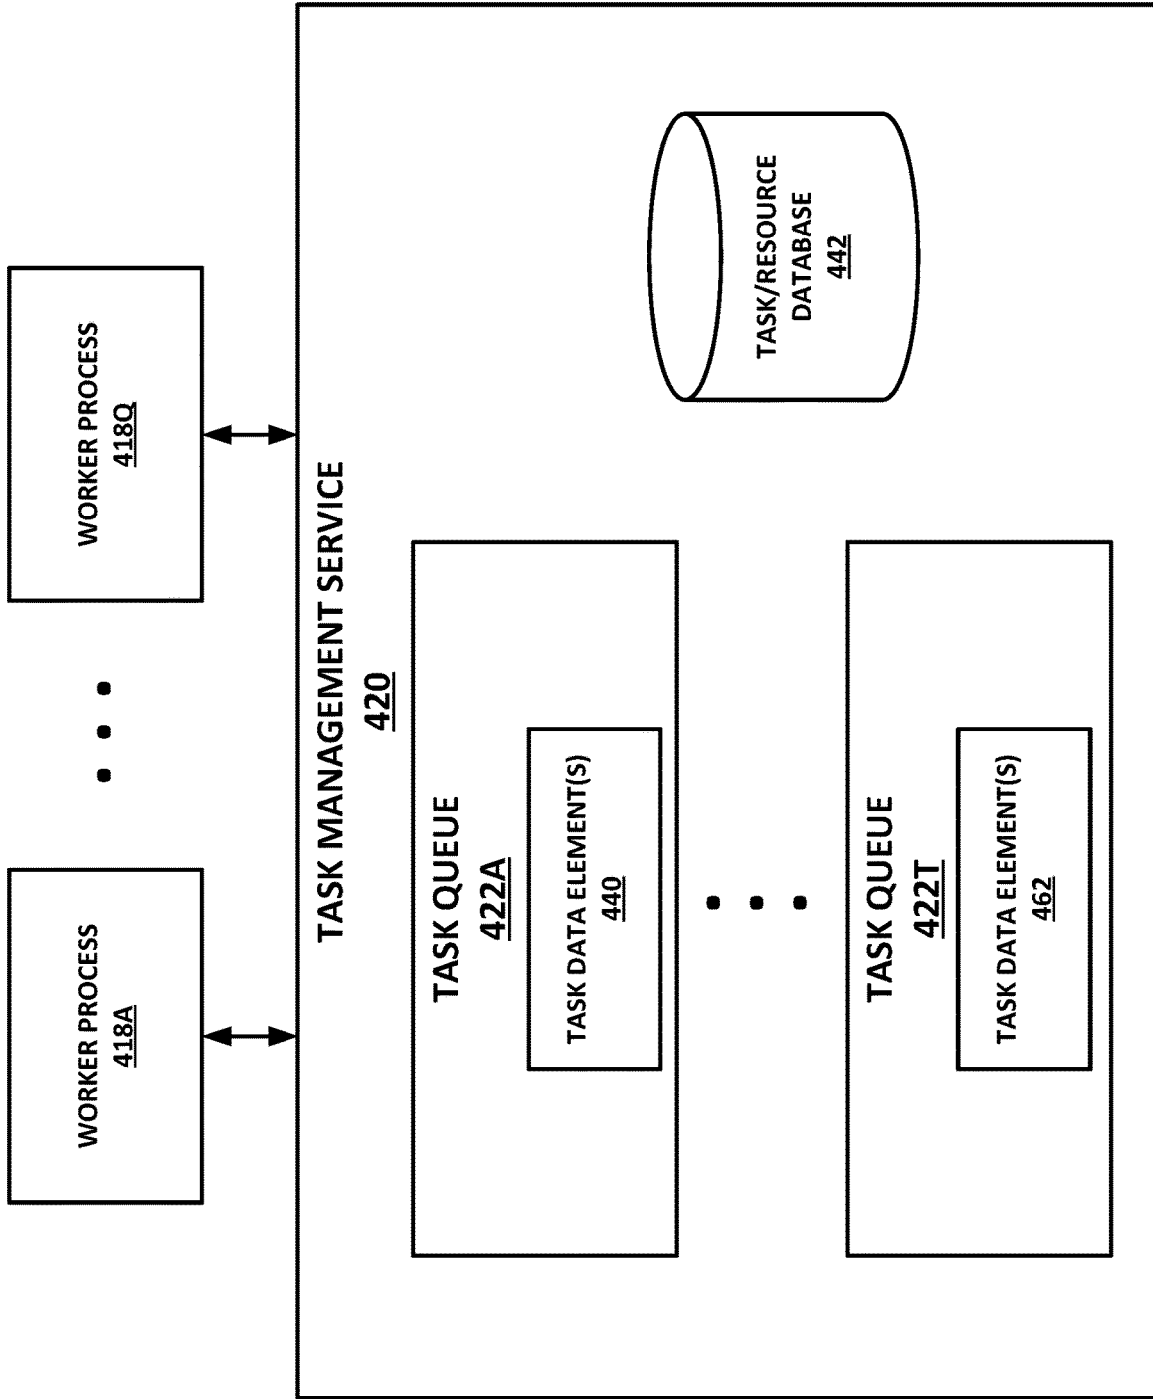 WORKER PROCESS
418A
WORKER PROCESS
418Q
TASK MANAGEMENT SERVICE
420
TASK QUEUE
422A
TASK DATA ELEMENT(S)
440
TASK QUEUE
422T
TASK DATA ELEMENT(S)
462
TASK/RESOURCE
DATABASE
442